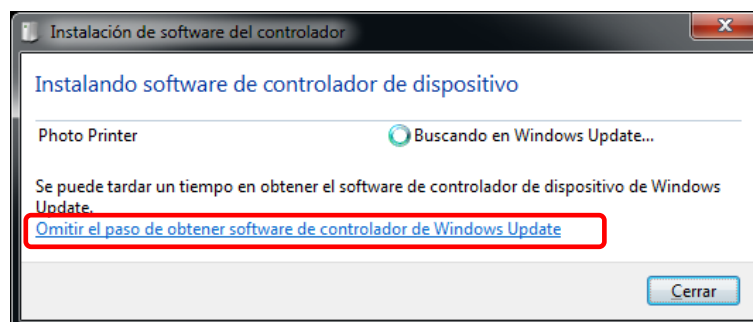 Instalación de software del controlador
Instalando software de controlador de dispositivo
Photo Printer Buscando en Windows Update...
Se puede tardar un tiempo en obtener el software de controlador de dispositivo de Windows
Update.
Omitir el paso de obtener software de controlador de Windows Update
Cerrar